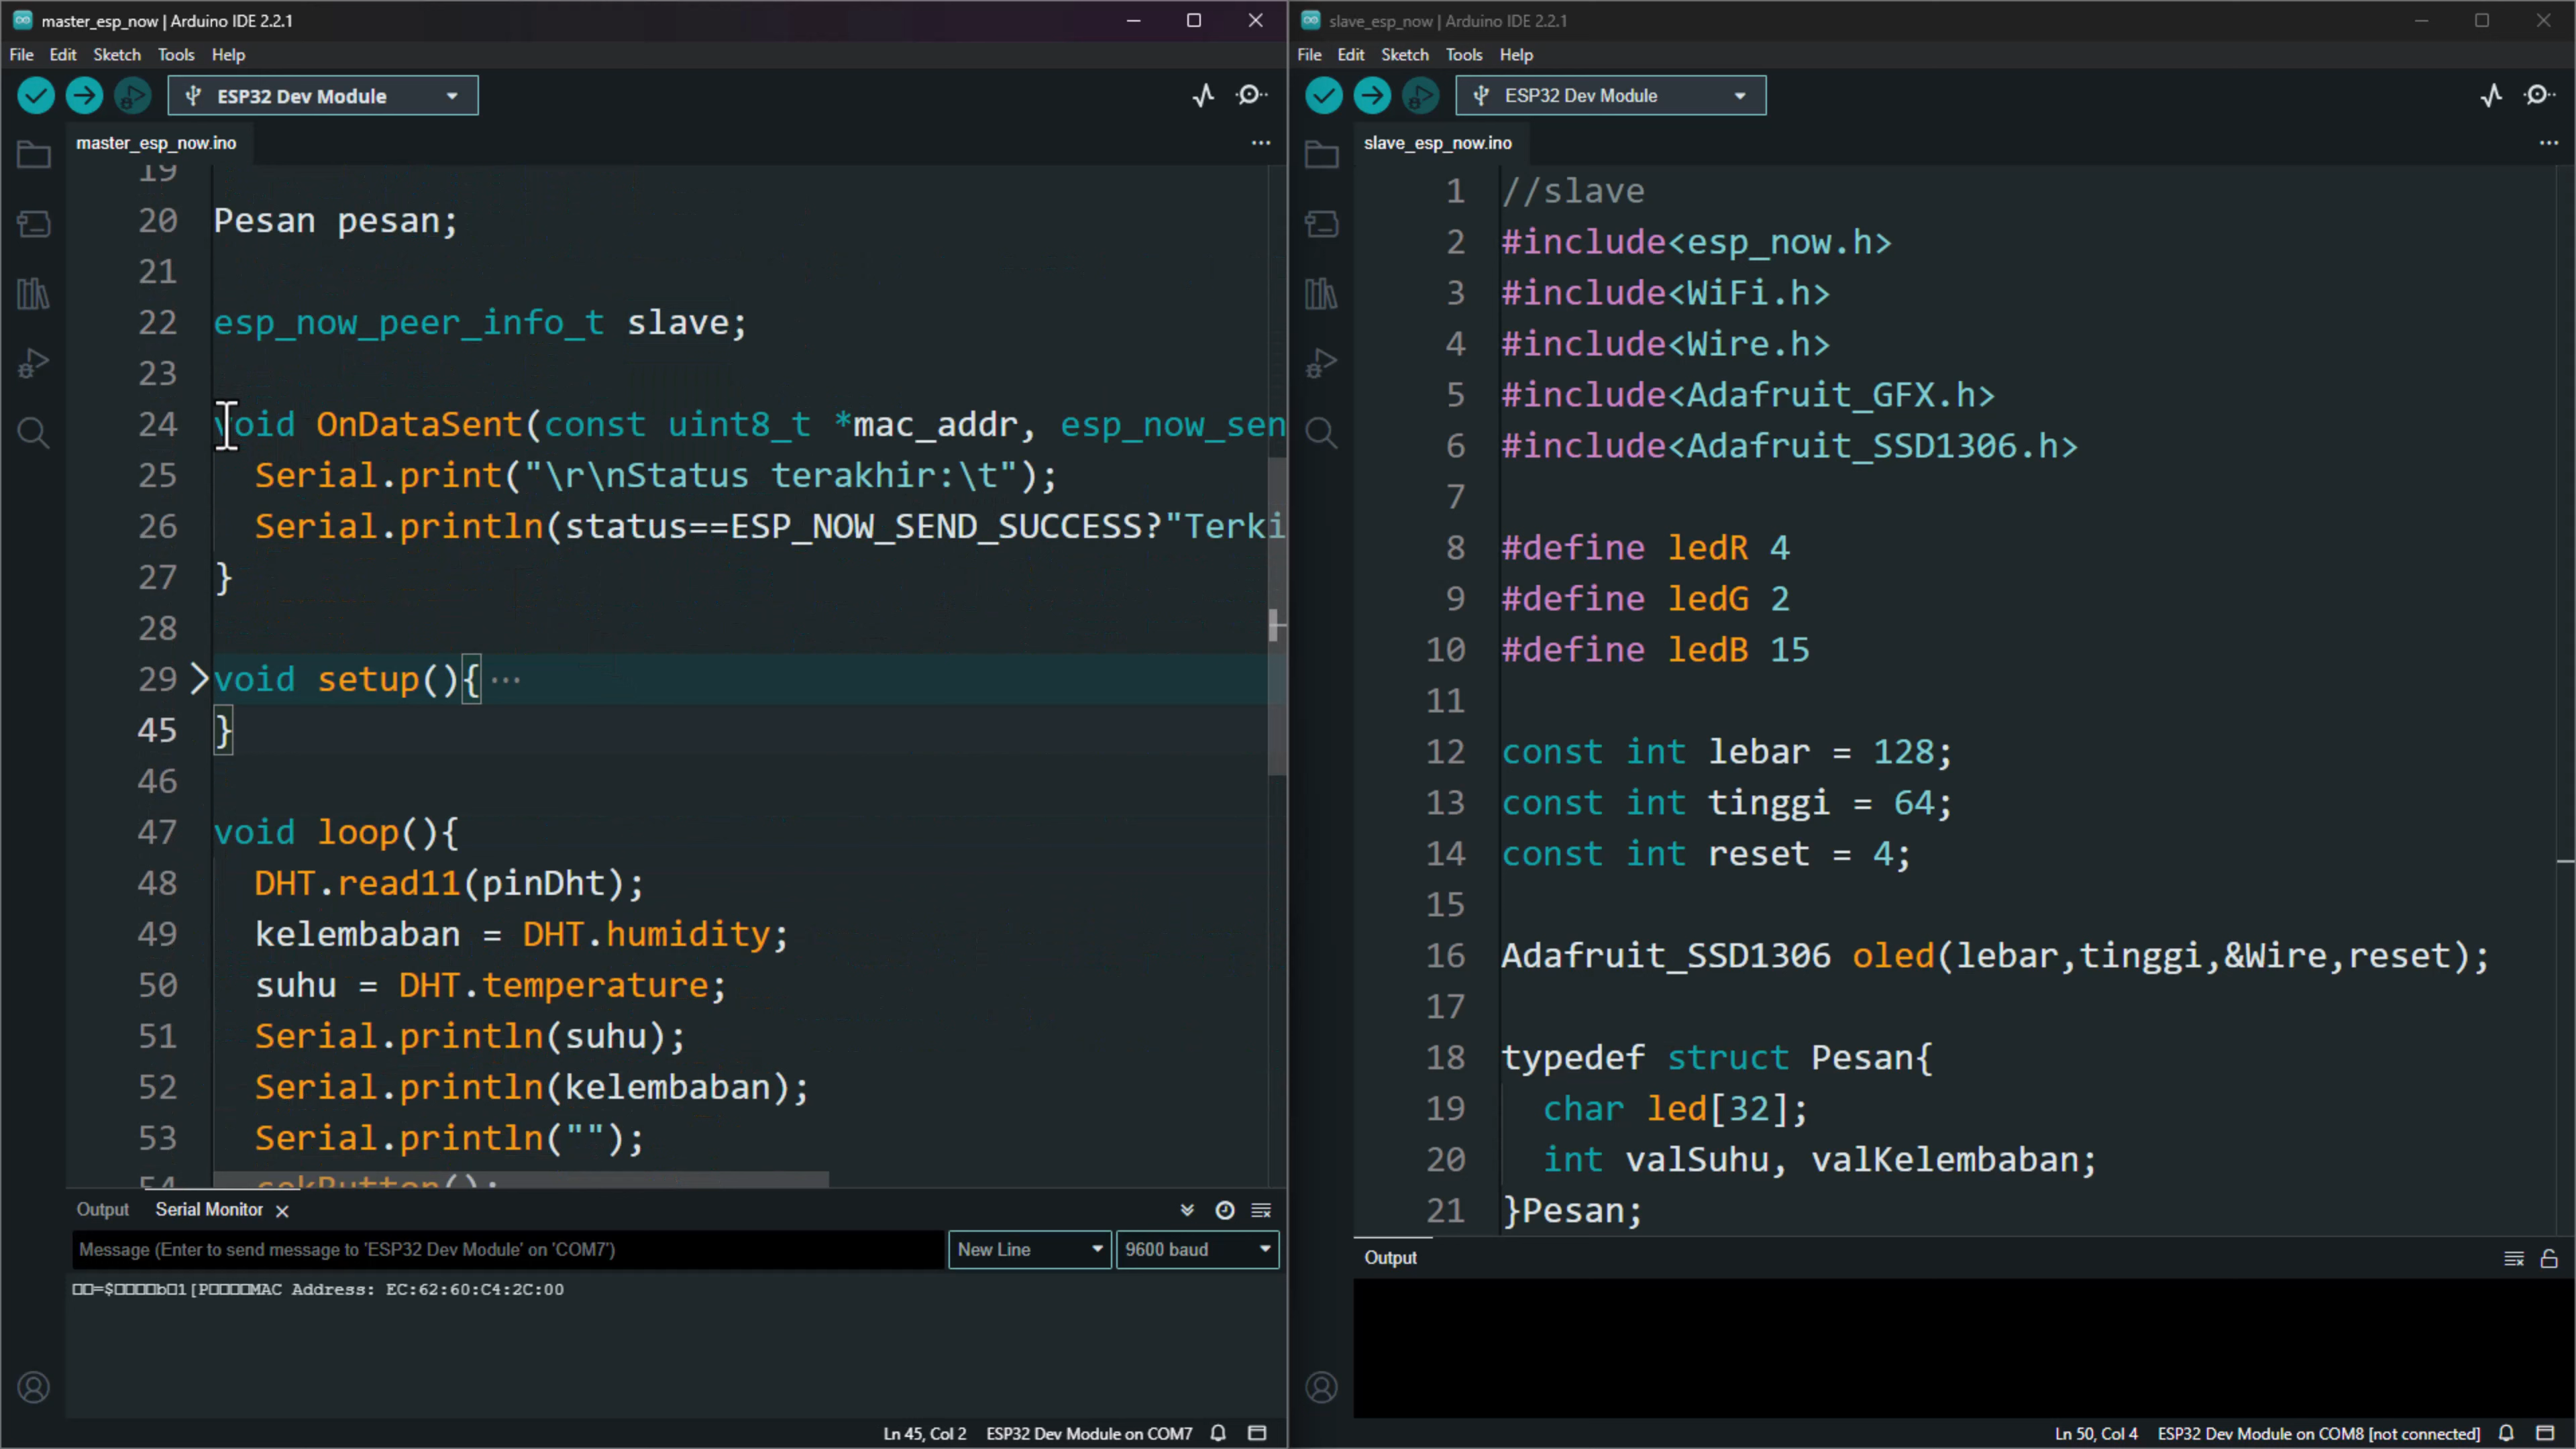 master_esp_now | Arduino IDE 2.2.1
File Edit Sketch Tools Help
ESP32 Dev Module
master_esp_now.ino
19
20 Pesan pesan;
21
22 esp_now_peer_info_t slave;
23
24 void OnDataSent(const uint8_t *mac_addr, esp_now_sen
25 Serial.print("\r\nStatus terakhir:\t");
26 Serial.println(status==ESP_NOW_SEND_SUCCESS?"Terki
27 }
28
29 void setup(){ ...
45 }
46
47 void loop(){
48 DHT.read11(pinDht);
49 kelembaban = DHT.humidity;
50 suhu = DHT.temperature;
51 Serial.println(suhu);
52 Serial.println(kelembaban);
53 Serial.println("");
54 cekButton();
Output Serial Monitor
Message (Enter to send message to 'ESP32 Dev Module' on 'COM7')
New Line
9600 baud
MAC Address: EC:62:60:C4:2C:00
Ln 45, Col 2 ESP32 Dev Module on COM7
slave_esp_now | Arduino IDE 2.2.1
File Edit Sketch Tools Help
ESP32 Dev Module
slave_esp_now.ino
1 //slave
2 #include<esp_now.h>
3 #include<WiFi.h>
4 #include<Wire.h>
5 #include<Adafruit_GFX.h>
6 #include<Adafruit_SSD1306.h>
7
8 #define ledR 4
9 #define ledG 2
10 #define ledB 15
11
12 const int lebar = 128;
13 const int tinggi = 64;
14 const int reset = 4;
15
16 Adafruit_SSD1306 oled(lebar,tinggi,&Wire,reset);
17
18 typedef struct Pesan{
19 char led[32];
20 int valSuhu, valKelembaban;
21 }Pesan;
Output
Ln 50, Col 4 ESP32 Dev Module on COM8 [not connected]